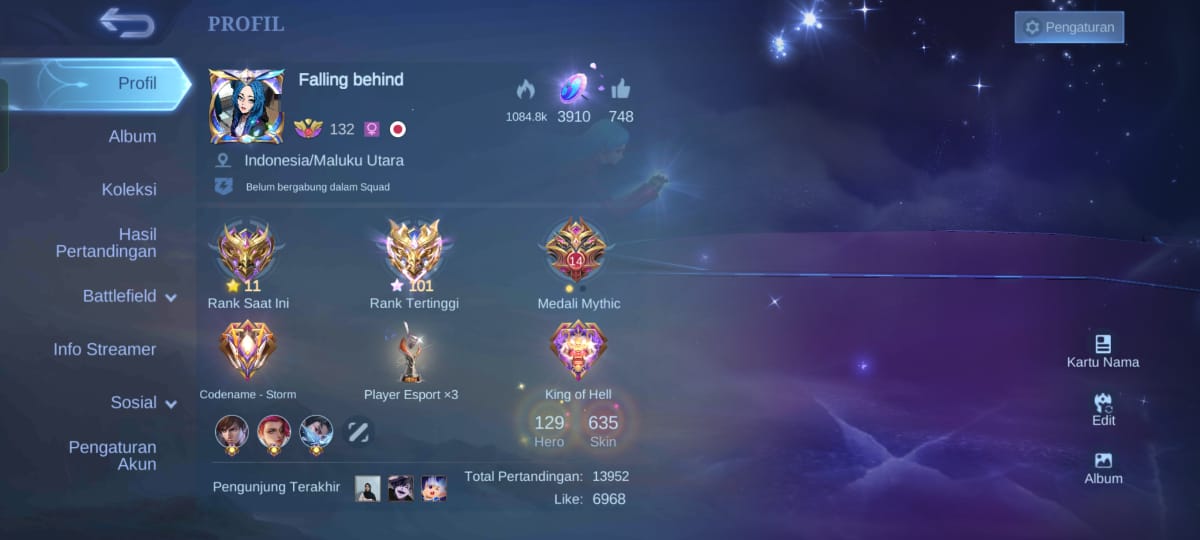 PROFIL
Pengaturan
Profil
Album
Koleksi
Hasil
Pertandingan
Battlefield
Info Streamer
Sosial
Pengaturan
Akun
Falling behind
132
1084.8k
3910
748
Indonesia/Maluku Utara
Belum bergabung dalam Squad
11
Rank Saat Ini
101
Rank Tertinggi
14
Medali Mythic
Codename - Storm
Player Esport ×3
King of Hell
129
Hero
635
Skin
Pengunjung Terakhir
Total Pertandingan: 13952
Like: 6968
Kartu Nama
Edit
Album